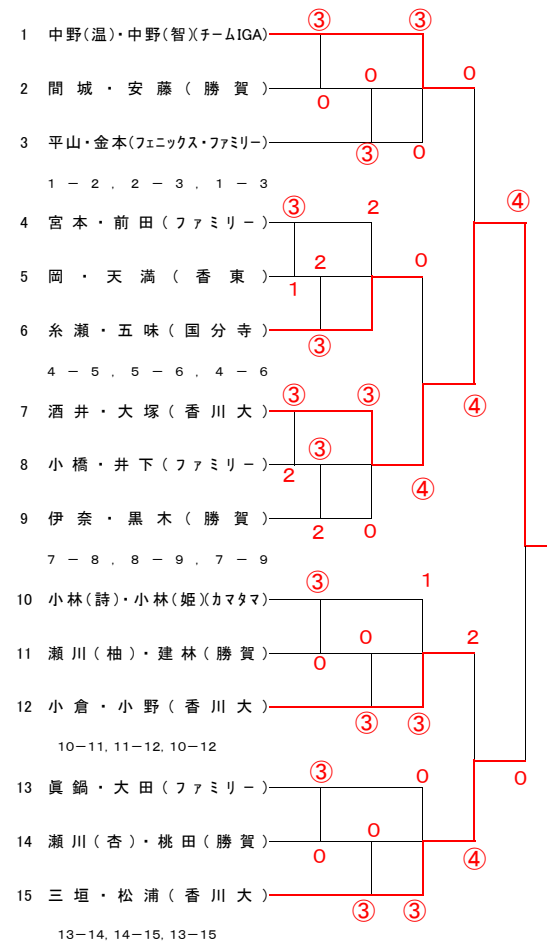 ③ ③
1 中野(温)・中野(智)(チームIGA)
0 0
2 間城・安藤(勝賀)
0 0
3 平山・金本(フェニックス・ファミリー)
③ 0
1 － 2 , 2 － 3 , 1 － 3
③ 2 ④
4 宮本・前田(ファミリー)
2 0
5 岡・天満(香東)
1
6 糸瀬・五味(国分寺)
③
4 － 5 , 5 － 6 , 4 － 6
③ ③ ④
7 酒井・大塚(香川大)
③
8 小橋・井下(ファミリー)
2 ④
9 伊奈・黒木(勝賀)
2 0
7 － 8 , 8 － 9 , 7 － 9
③ 1
10 小林(詩)・小林(姫)(カマタマ)
0 2
11 瀬川(柚)・建林(勝賀)
0
12 小倉・小野(香川大)
③ ③
10－11, 11－12, 10－12
③ 0 0
13 眞鍋・大田(ファミリー)
0
14 瀬川(杏)・桃田(勝賀)
0 ④
15 三垣・松浦(香川大)
③ ③
13－14, 14－15, 13－15